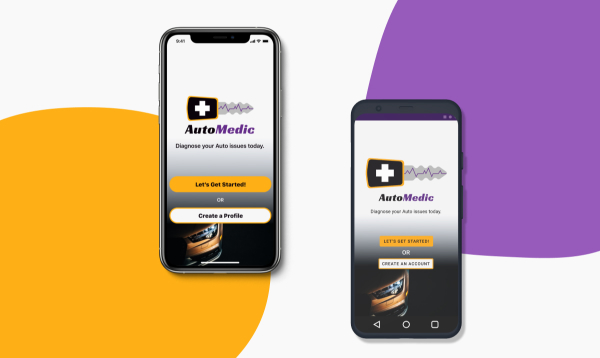 9:41
AutoMedic
Diagnose your Auto issues today.
Let's Get Started!
OR
Create a Profile
AutoMedic
Diagnose your Auto issues today.
LET'S GET STARTED!
OR
CREATE AN ACCOUNT